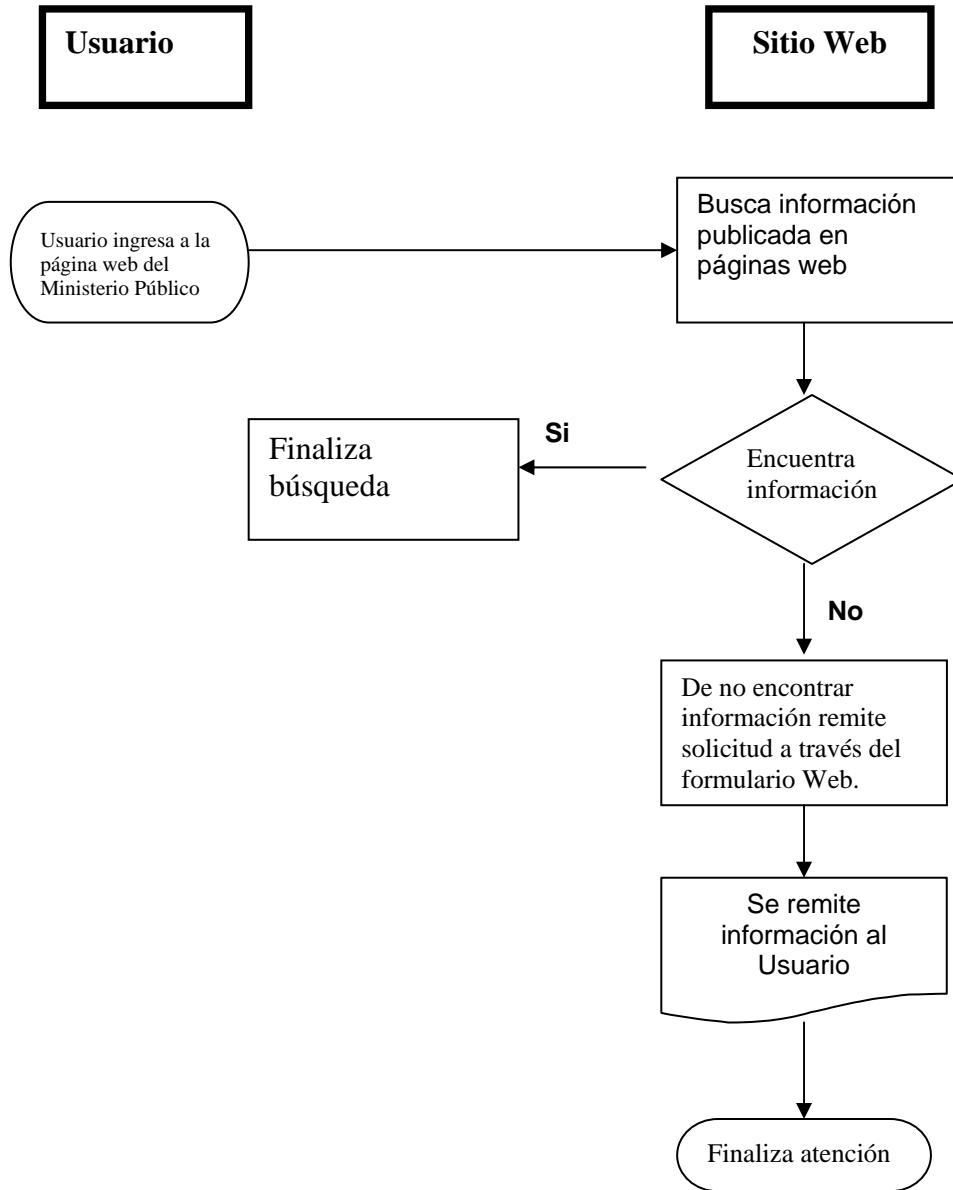 Usuario
Sitio Web
Usuario ingresa a la
página web del
Ministerio Público
Busca información
publicada en
páginas web
Si
Finaliza
búsqueda
Encuentra
información
No
De no encontrar
información remite
solicitud a través del
formulario Web.
Se remite
información al
Usuario
Finaliza atención